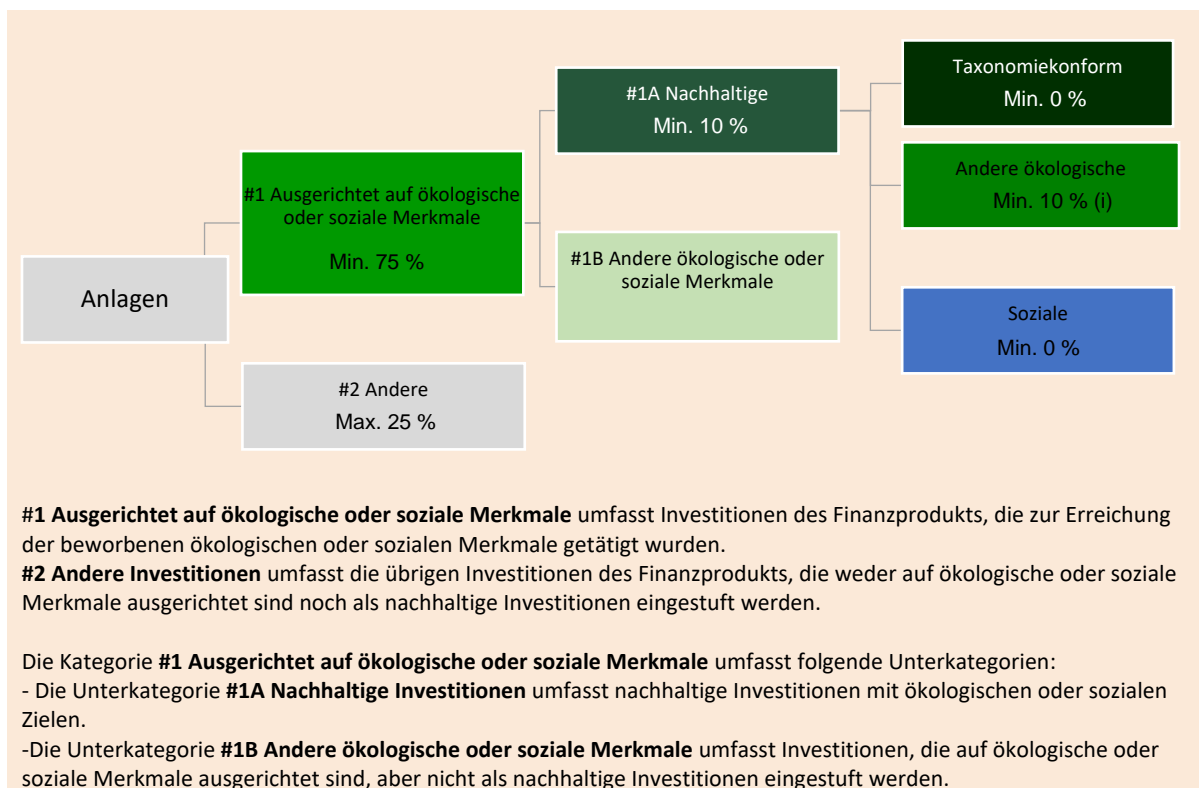 Anlagen
#1 Ausgerichtet auf ökologische
oder soziale Merkmale
Min. 75 %
#2 Andere
Max. 25 %
#1A Nachhaltige
Min. 10 %
#1B Andere ökologische oder
soziale Merkmale
Taxonomiekonform
Min. 0 %
Andere ökologische
Min. 10 % (i)
Soziale
Min. 0 %
#1 Ausgerichtet auf ökologische oder soziale Merkmale umfasst Investitionen des Finanzprodukts, die zur Erreichung
der beworbenen ökologischen oder sozialen Merkmale getätigt wurden.
#2 Andere Investitionen umfasst die übrigen Investitionen des Finanzprodukts, die weder auf ökologische oder soziale
Merkmale ausgerichtet sind noch als nachhaltige Investitionen eingestuft werden.
Die Kategorie #1 Ausgerichtet auf ökologische oder soziale Merkmale umfasst folgende Unterkategorien:
- Die Unterkategorie #1A Nachhaltige Investitionen umfasst nachhaltige Investitionen mit ökologischen oder sozialen
Zielen.
-Die Unterkategorie #1B Andere ökologische oder soziale Merkmale umfasst Investitionen, die auf ökologische oder
soziale Merkmale ausgerichtet sind, aber nicht als nachhaltige Investitionen eingestuft werden.